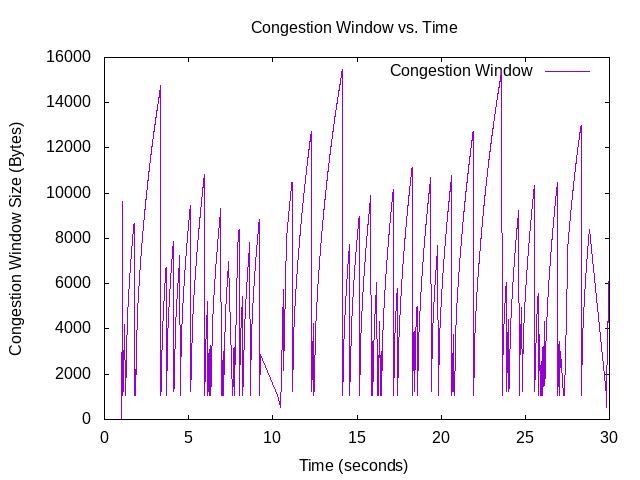 Congestion Window vs. Time
16000
14000
12000
10000
8000
6000
4000
2000
0
0 5 10 15 20 25 30
Congestion Window Size (Bytes)
Time (seconds)
Congestion Window